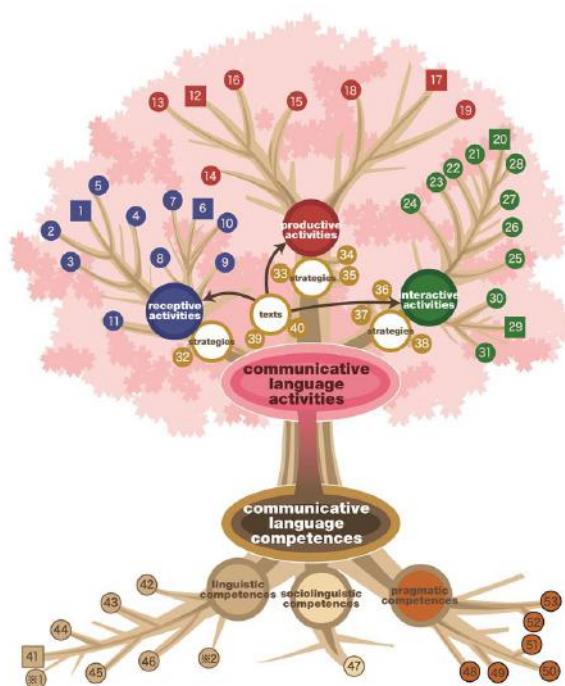 16
12
17
13
15
18
19
14
20
21
22
28
23
24
27
26
25
5
1
7
6
2
4
10
3
8
9
productive
activities
34
33
strategies
35
36
receptive
activities
texts
interactive
activities
30
37
29
11
39
40
strategies
38
31
32
strategies
communicative
language
activities
communicative
language
competences
linguistic
competences
sociolinguistic
competences
pragmatic
competences
42
43
44
41
※1
45
46
※2
47
53
52
51
48
49
50